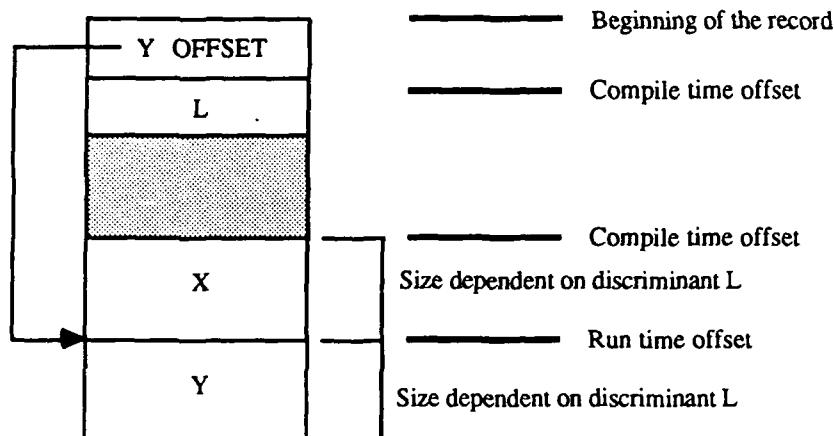 Beginning of the record
Y OFFSET
Compile time offset
L
Compile time offset
X
Size dependent on discriminant L
Run time offset
Y
Size dependent on discriminant L